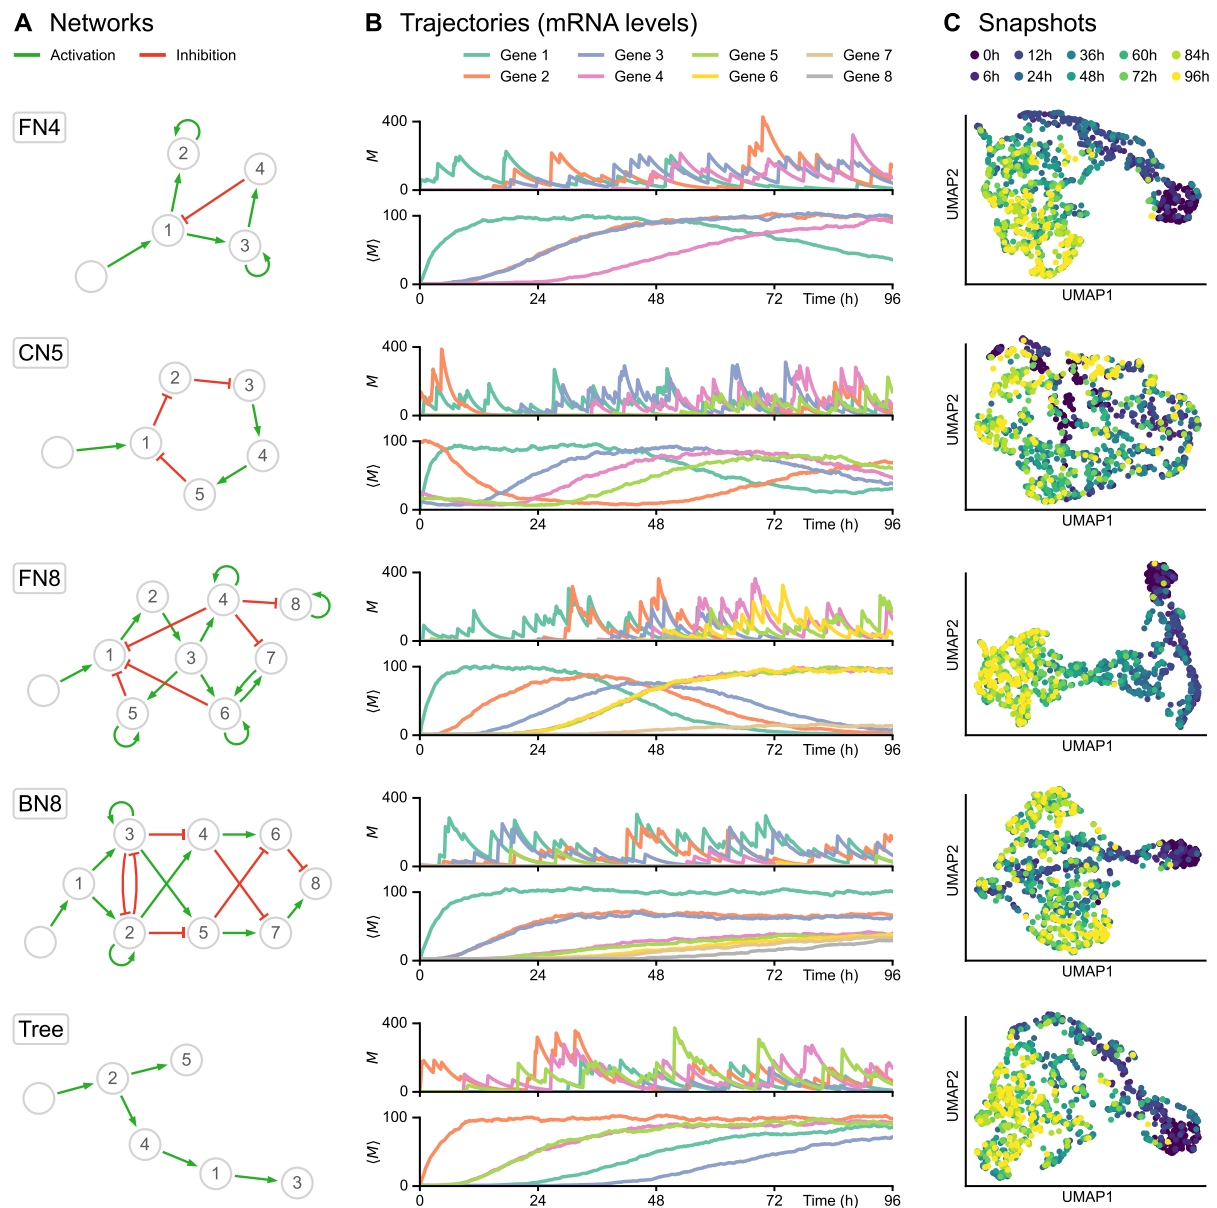 A Networks
Activation Inhibition
B Trajectories (mRNA levels)
Gene 1 Gene 3 Gene 5 Gene 7
Gene 2 Gene 4 Gene 6 Gene 8
C Snapshots
0h 12h 36h 60h 84h
6h 24h 48h 72h 96h
FN4
2
4
1
3
400
M
0
100
⟨M⟩
0
0 24 48 72 Time (h) 96
UMAP2
UMAP1
CN5
2
3
1
4
5
400
M
0
100
⟨M⟩
0
0 24 48 72 Time (h) 96
UMAP2
UMAP1
FN8
2
4
8
1
3
7
5
6
400
M
0
100
⟨M⟩
0
0 24 48 72 Time (h) 96
UMAP2
UMAP1
BN8
3 4 6
1 8
2 5 7
400
M
0
100
⟨M⟩
0
0 24 48 72 Time (h) 96
UMAP2
UMAP1
Tree
5
2
4
1
3
400
M
0
100
⟨M⟩
0
0 24 48 72 Time (h) 96
UMAP2
UMAP1